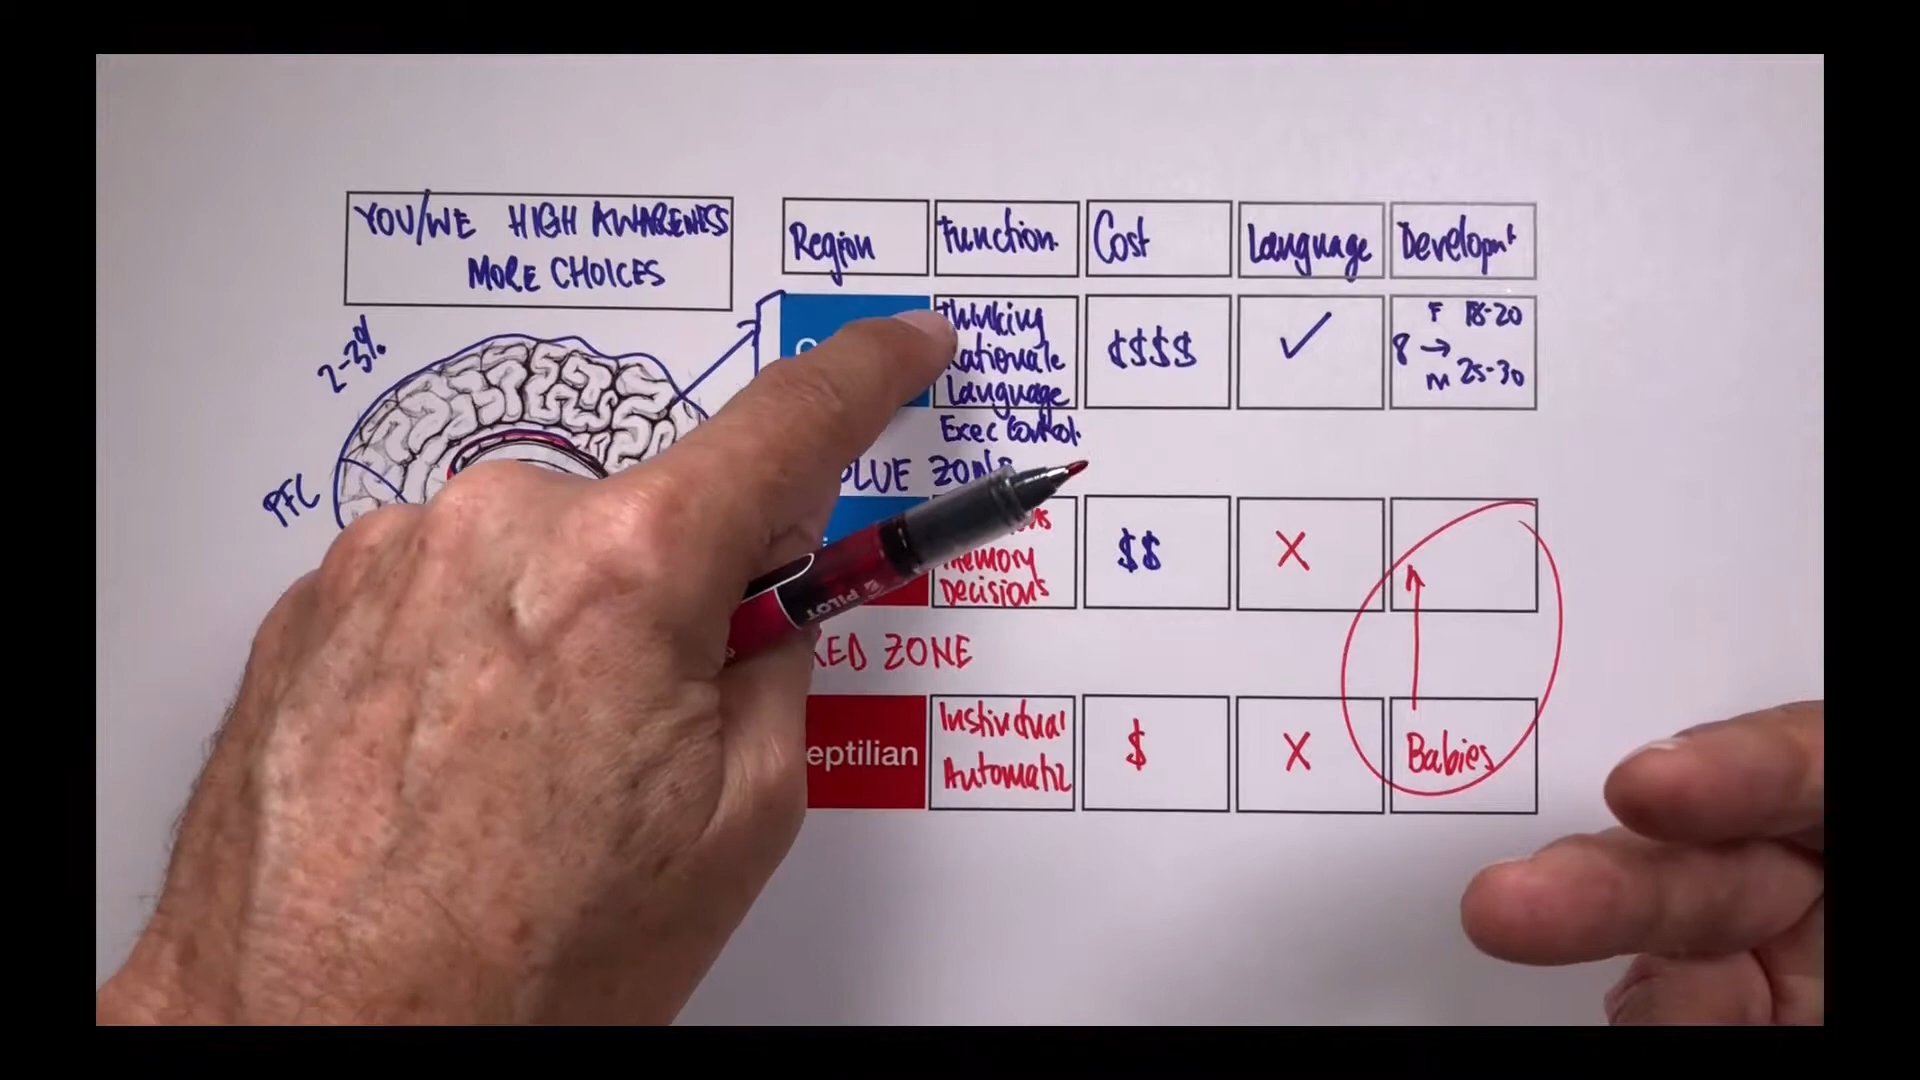 YOU/WE HIGH AWARENESS
MORE CHOICES
Region
Function
Cost
Language
Developmt
2-3%
PFC
Thinking
Rationale
Language
Exec Control.
$$$$
✓
F 18-20
8 →
M 25-30
BLUE ZONE
Memory
Decisions
$$
X
RED ZONE
eptilian
Instinctual
Automatic
$
X
Babies
PILOT